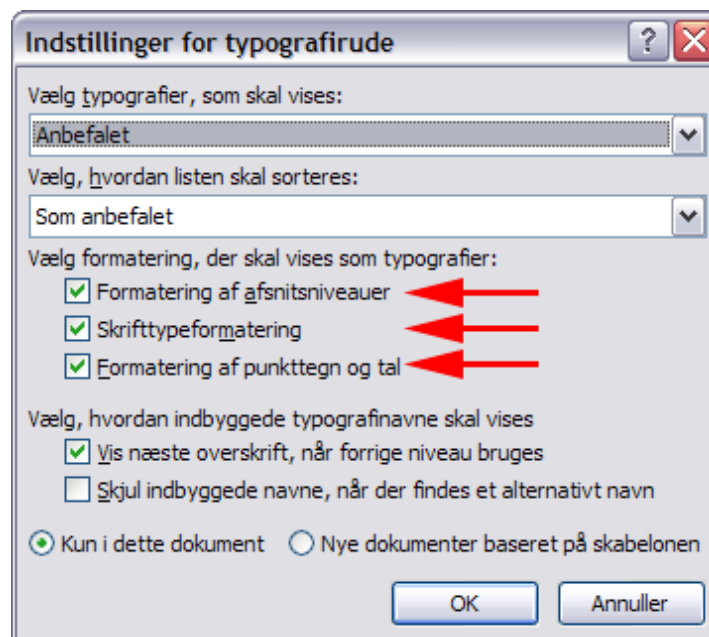 Indstillinger for typografirude
Vælg typografier, som skal vises:
Anbefalet
Vælg, hvordan listen skal sorteres:
Som anbefalet
Vælg formatering, der skal vises som typografier:
Formatering af afsnitsniveauer
Skrifttypeformatering
Formatering af punkttegn og tal
Vælg, hvordan indbyggede typografinavne skal vises
Vis næste overskrift, når forrige niveau bruges
Skjul indbyggede navne, når der findes et alternativt navn
Kun i dette dokument Nye dokumenter baseret på skabelonen
OK Annuller